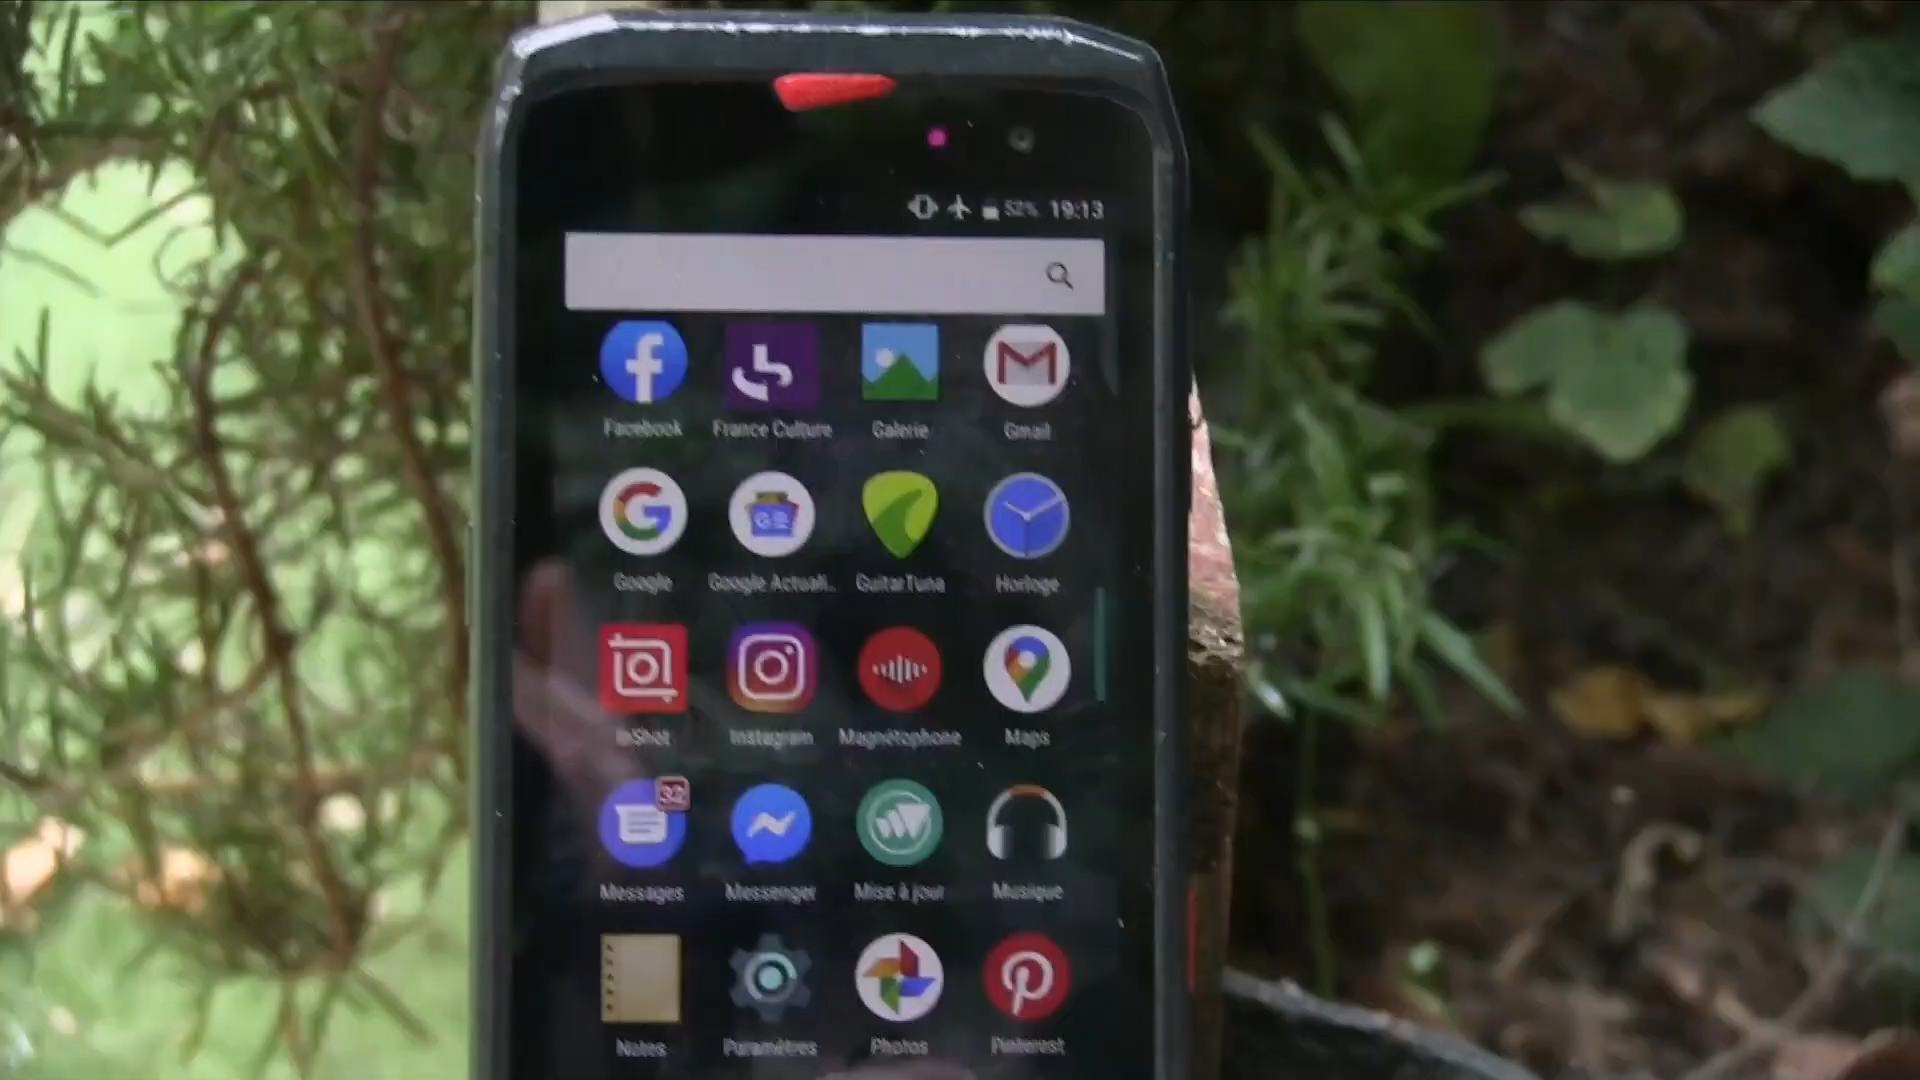 52% 19:13
Facebook France Culture Galerie Gmail
G GE
Google Google Actuali.. GuitarTuna Horloge
InShot Instagram Magnétophone Maps
32
Messages Messenger Mise à jour Musique
Notes Paramètres Photos Pinterest